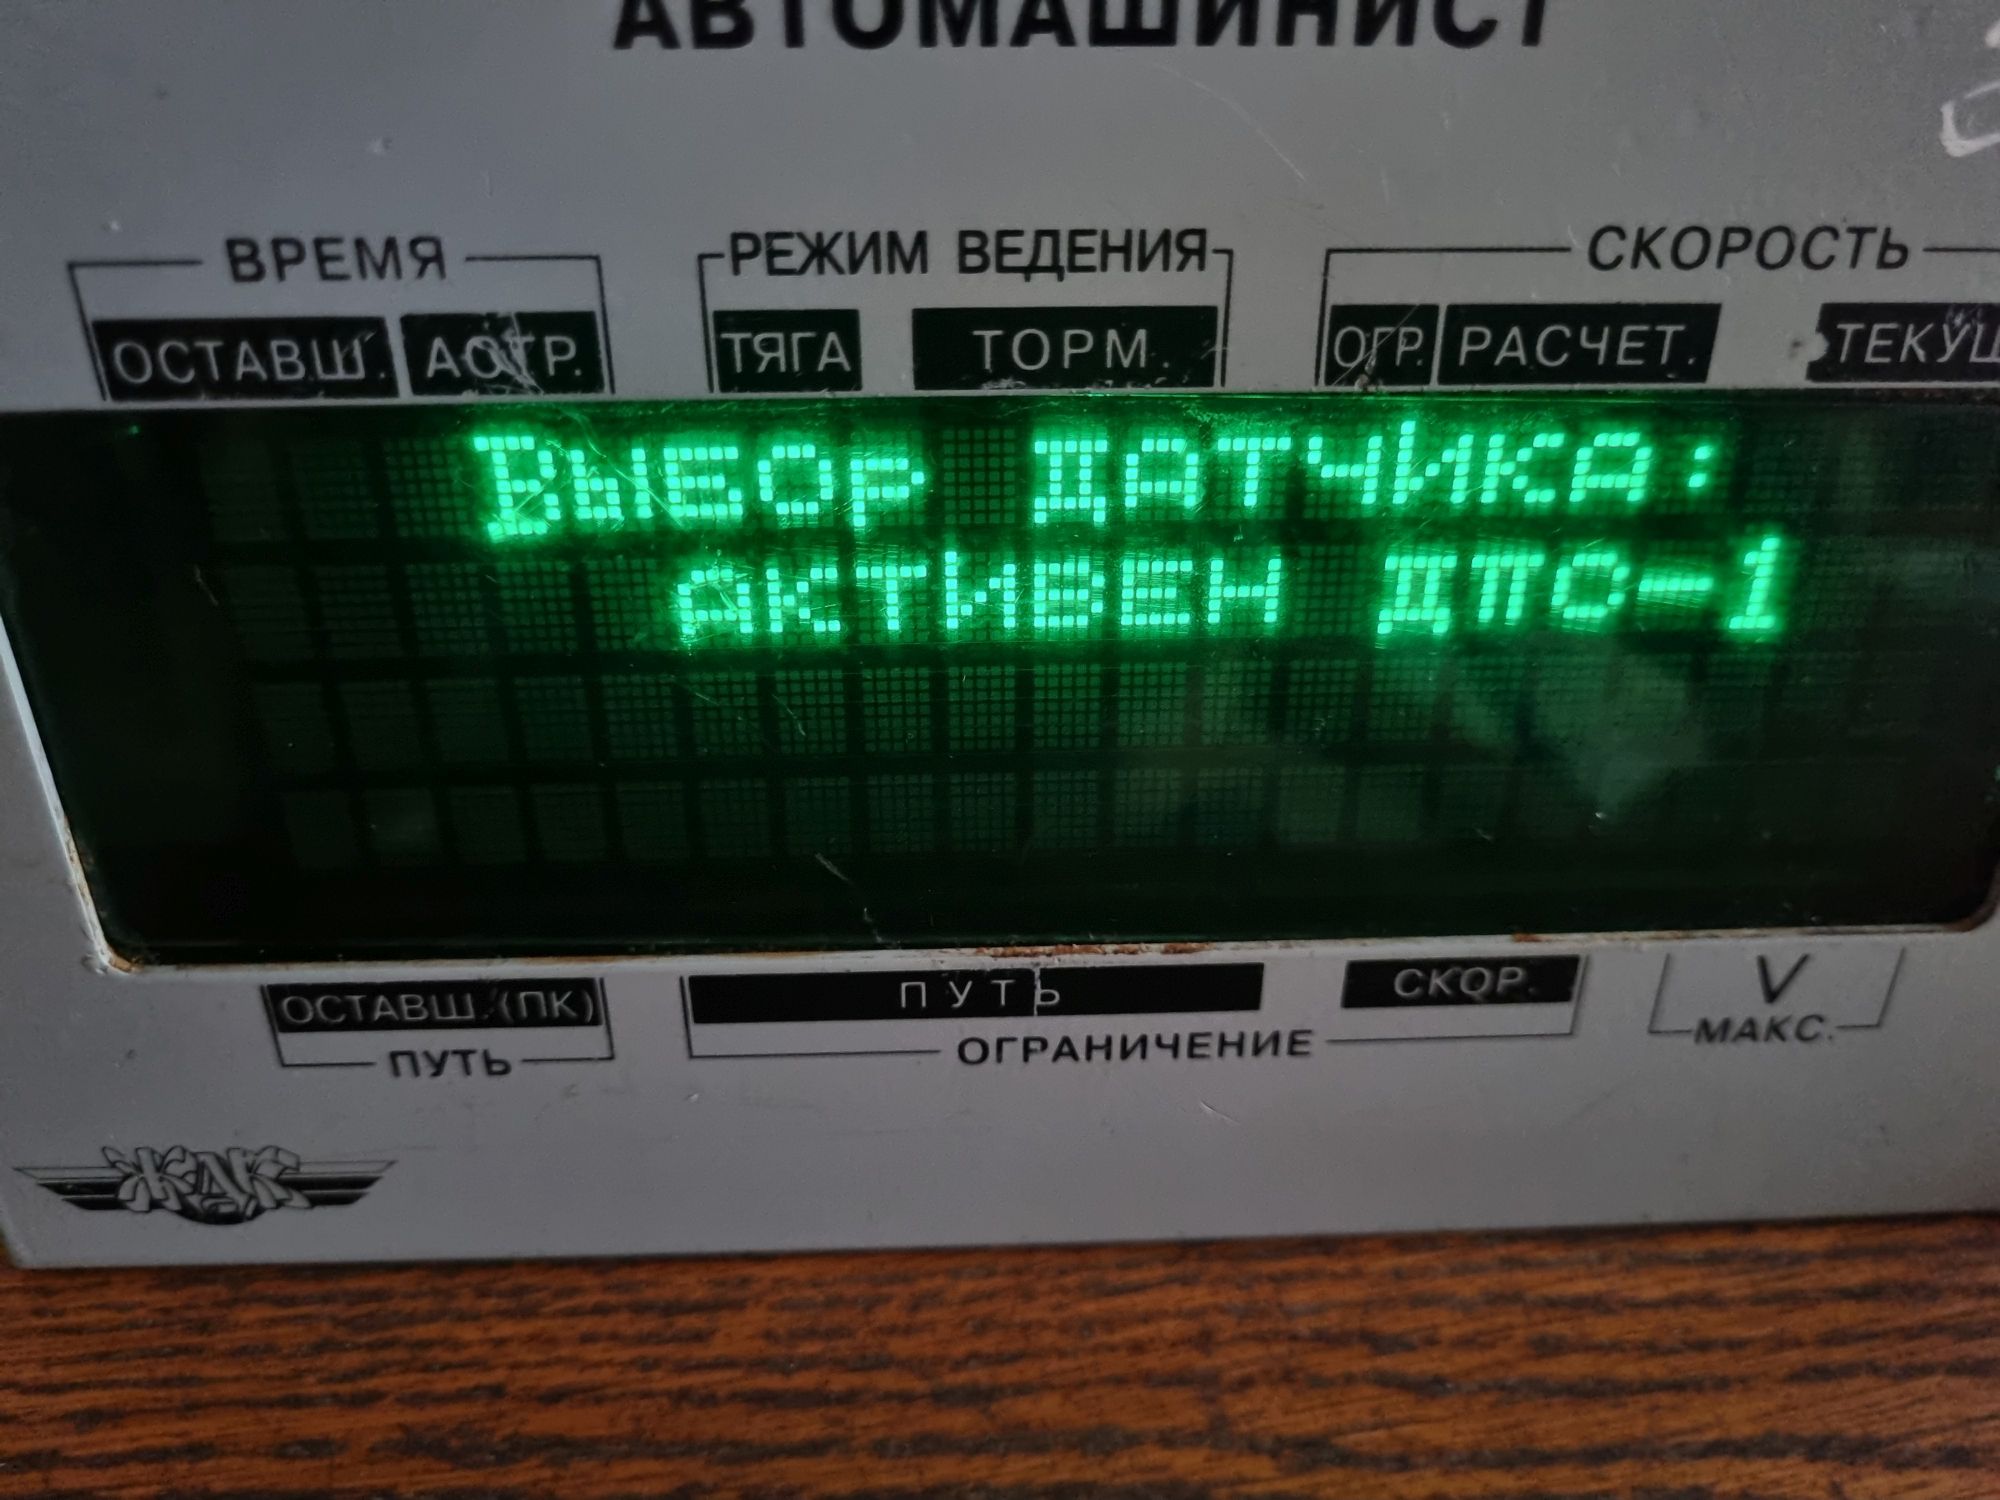 АВТОМАШИНИСТ
ВРЕМЯ РЕЖИМ ВЕДЕНИЯ СКОРОСТЬ
ОСТАВШ. АСТР. ТЯГА ТОРМ. ОГР. РАСЧЕТ.
Выбор датчика:
активен ДПС-1
ОСТАВШ.(ПК) ПУТЬ СКОР. V
ПУТЬ ОГРАНИЧЕНИЕ МАКС.